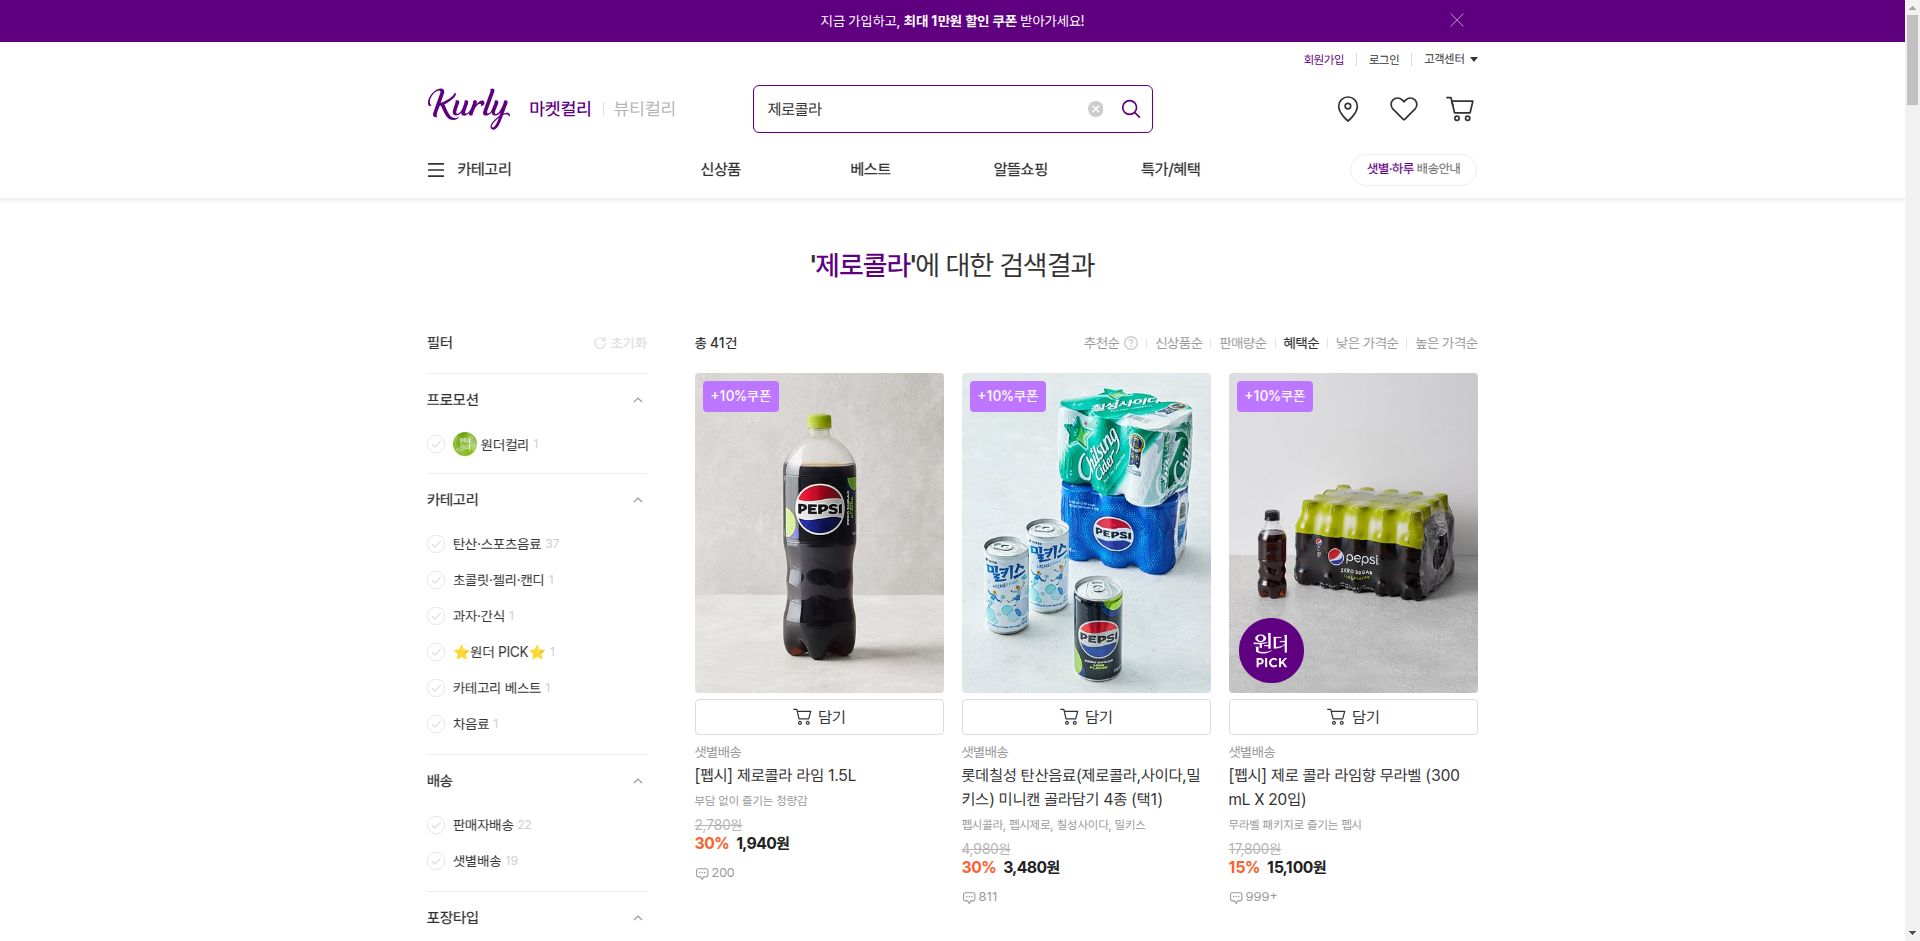 지금 가입하고, 최대 1만원 할인 쿠폰 받아가세요!
회원가입
로그인
고객센터
Kurly
마켓컬리
뷰티컬리
제로콜라
카테고리
신상품
베스트
알뜰쇼핑
특가/혜택
샛별·하루 배송안내
'제로콜라'에 대한 검색결과
필터
초기화
총 41건
추천순
신상품순
판매량순
혜택순
낮은 가격순
높은 가격순
프로모션
원더컬리 1
카테고리
탄산·스포츠음료 37
초콜릿·젤리·캔디 1
과자·간식 1
⭐원더 PICK⭐ 1
카테고리 베스트 1
차음료 1
배송
판매자배송 22
샛별배송 19
포장타입
+10%쿠폰
PEPSI
담기
샛별배송
[펩시] 제로콜라 라임 1.5L
부담 없이 즐기는 청량감
2,780원
30% 1,940원
200
+10%쿠폰
칠성사이다
Chilsung
Cider
PEPSI
밀키스
밀키스
PEPSI
담기
샛별배송
롯데칠성 탄산음료(제로콜라,사이다,밀
키스) 미니캔 골라담기 4종 (택1)
펩시콜라, 펩시제로, 칠성사이다, 밀키스
4,980원
30% 3,480원
811
+10%쿠폰
pepsi
ZERO SUGAR
원더
PICK
담기
샛별배송
[펩시] 제로 콜라 라임향 무라벨 (300
mL X 20입)
무라벨 패키지로 즐기는 펩시
17,800원
15% 15,100원
999+